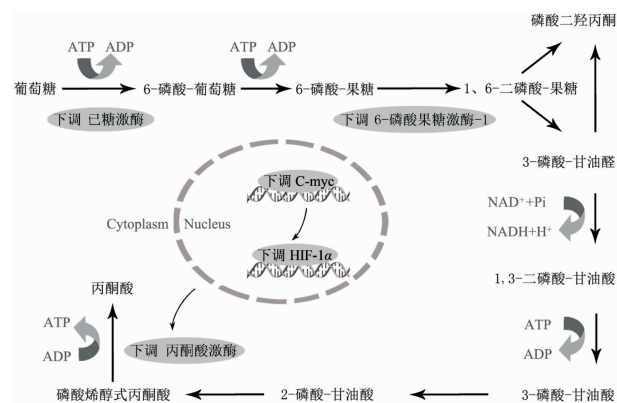 磷酸二羟丙酮
ATP ADP
ATP ADP
葡萄糖
6-磷酸-葡萄糖
6-磷酸-果糖
1、6-二磷酸-果糖
下调 已糖激酶
下调 6-磷酸果糖激酶-1
3-磷酸-甘油醛
下调 C-myc
NAD⁺+Pi
NADH+H⁺
Cytoplasm
Nucleus
下调 HIF-1α
1,3-二磷酸-甘油酸
丙酮酸
ATP
ADP
下调 丙酮酸激酶
ATP
ADP
磷酸烯醇式丙酮酸
2-磷酸-甘油酸
3-磷酸-甘油酸